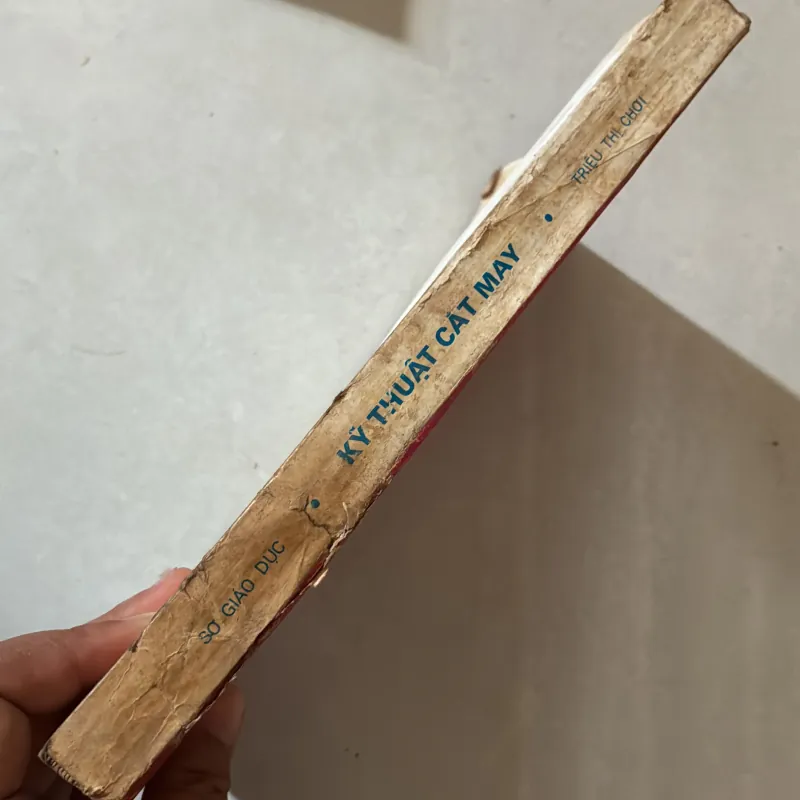 SỞ GIÁO DỤC • KỸ THUẬT CẮT MAY • TRIỆU THỊ CHƠI